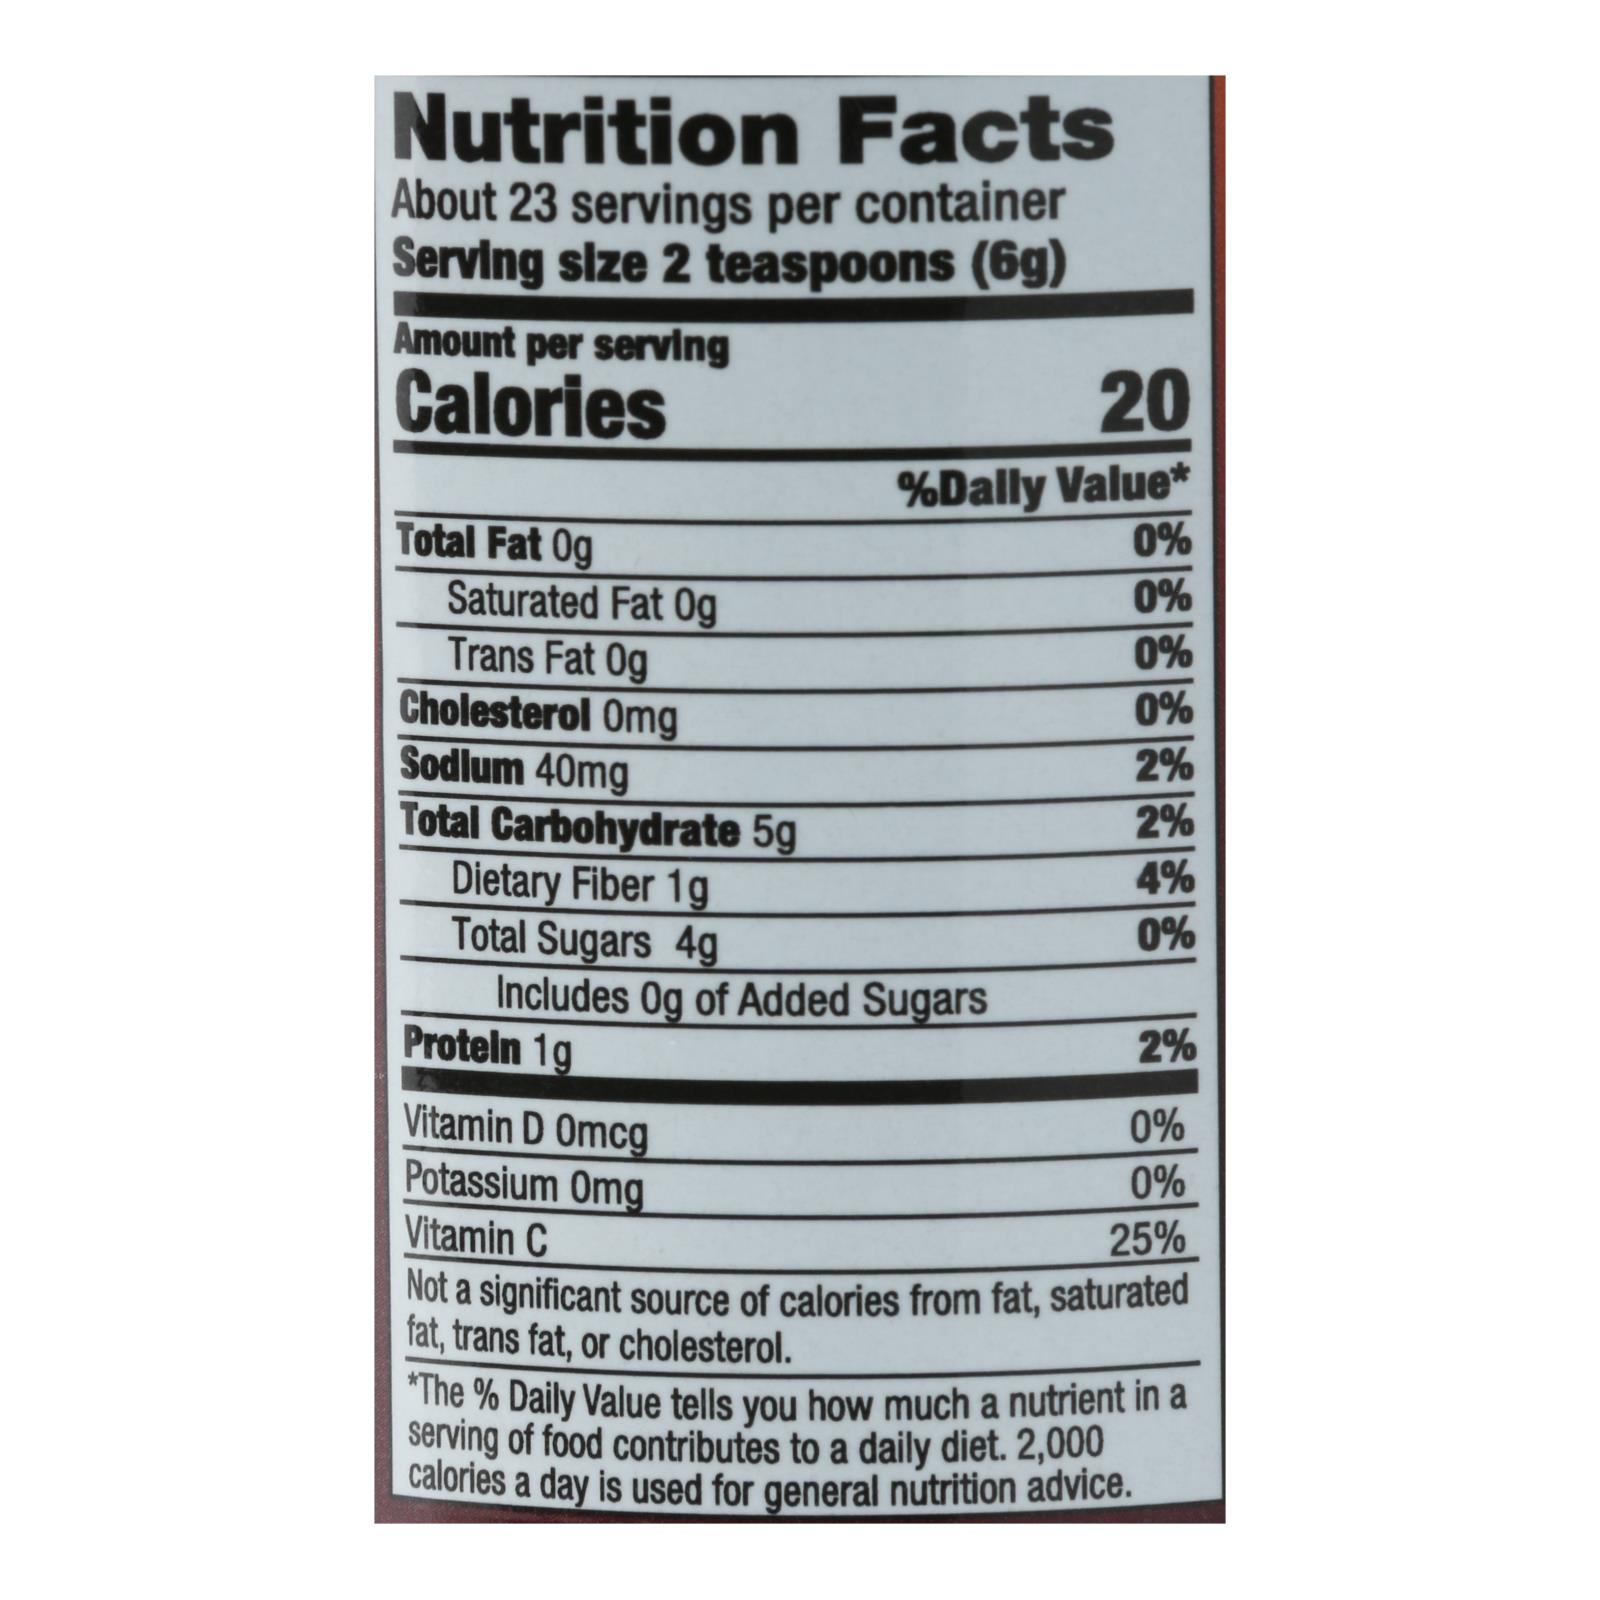 Nutrition Facts
About 23 servings per container
Serving size 2 teaspoons (6g)
Amount per serving
Calories 20
%Daily Value*
Total Fat 0g 0%
Saturated Fat 0g 0%
Trans Fat 0g 0%
Cholesterol 0mg 0%
Sodium 40mg 2%
Total Carbohydrate 5g 2%
Dietary Fiber 1g 4%
Total Sugars 4g 0%
Includes 0g of Added Sugars
Protein 1g 2%
Vitamin D 0mcg 0%
Potassium 0mg 0%
Vitamin C 25%
Not a significant source of calories from fat, saturated
fat, trans fat, or cholesterol.
*The % Daily Value tells you how much a nutrient in a
serving of food contributes to a daily diet. 2,000
calories a day is used for general nutrition advice.